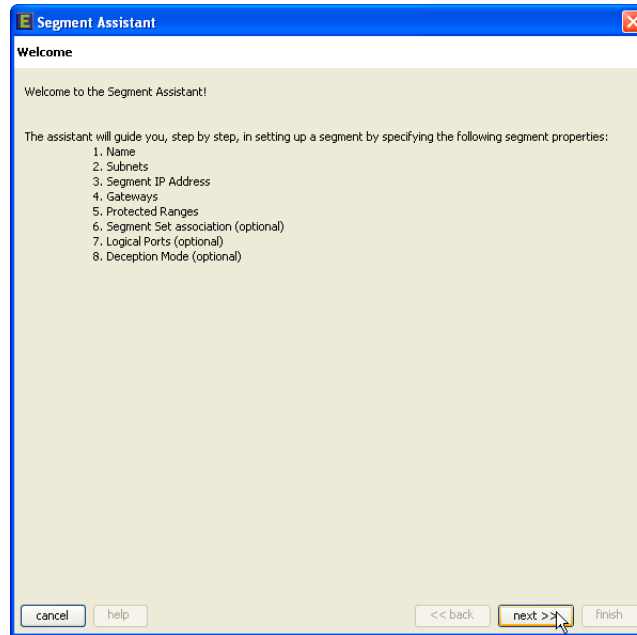 E Segment Assistant
Welcome
Welcome to the Segment Assistant!
The assistant will guide you, step by step, in setting up a segment by specifying the following segment properties:
1. Name
2. Subnets
3. Segment IP Address
4. Gateways
5. Protected Ranges
6. Segment Set association (optional)
7. Logical Ports (optional)
8. Deception Mode (optional)
cancel help << back next >> finish